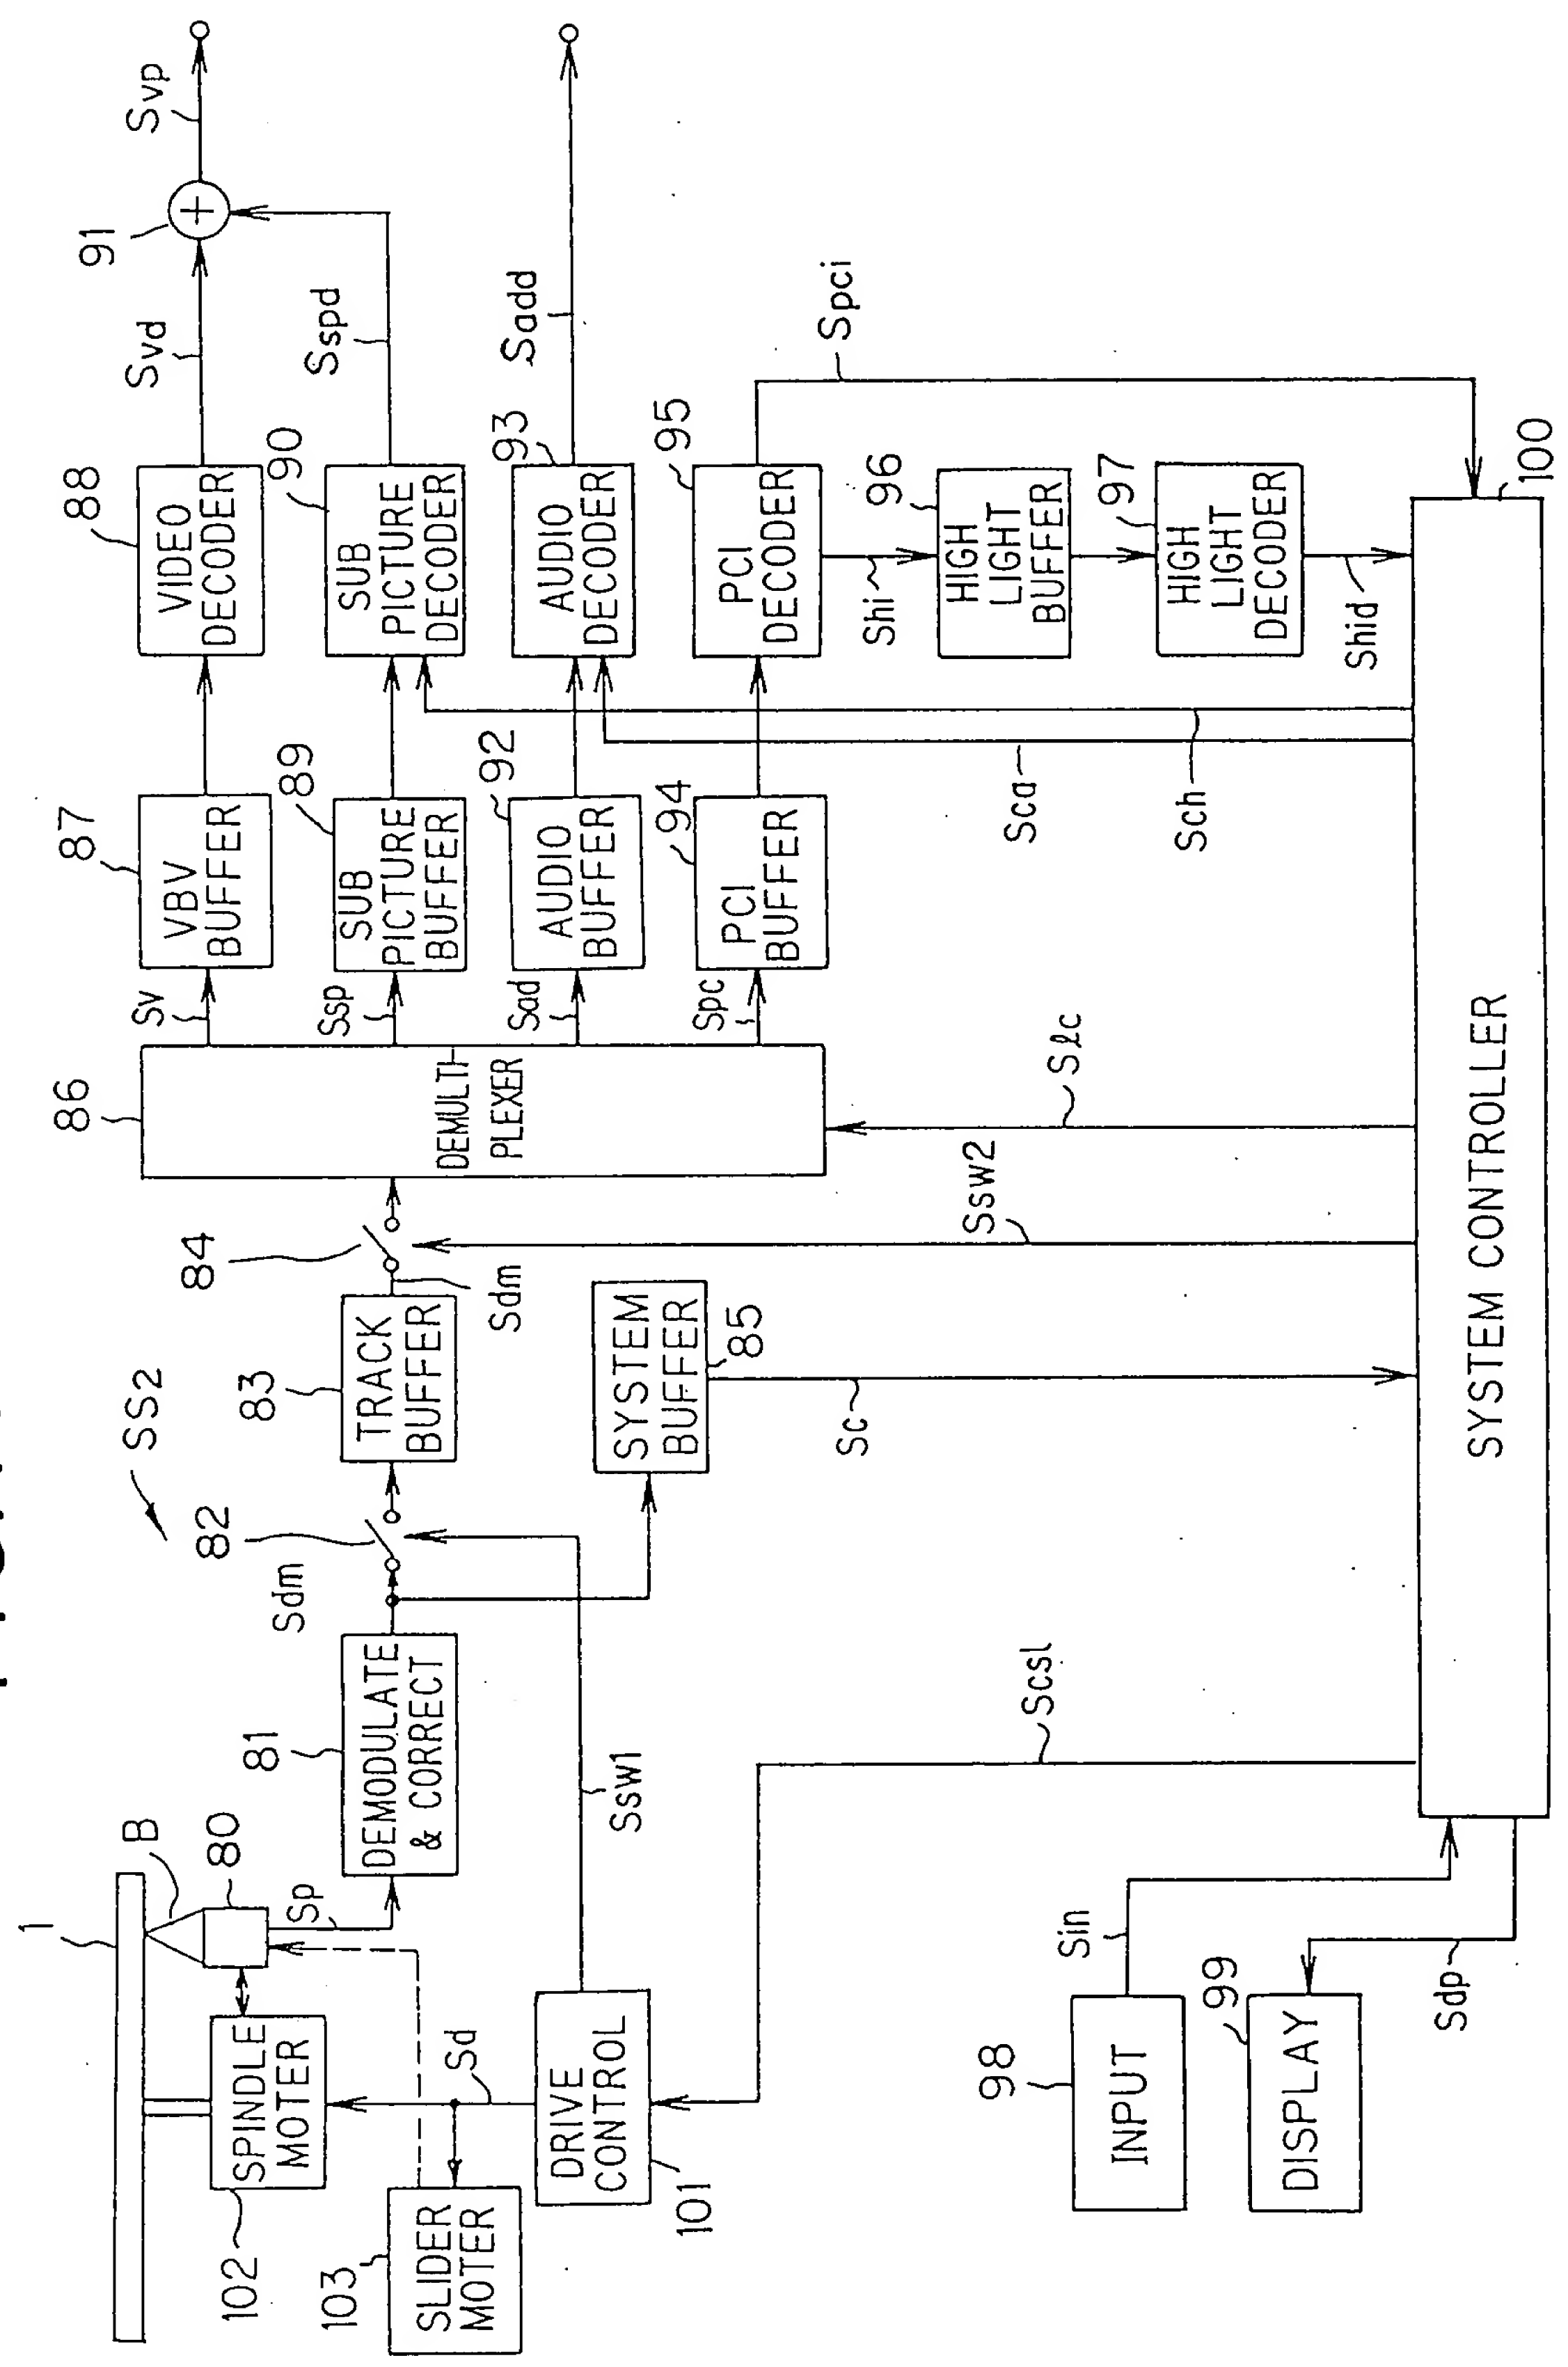 SS2
1
B
80
Sp
SPINDLE
MOTER
102
SLIDER
MOTER
103
Sd
DRIVE
CONTROL
101
81
DEMODULATE
& CORRECT
Sdm
82
Ssw1
83
TRACK
BUFFER
Sdm
84
SYSTEM
BUFFER
85
Sc
Ssw2
86
DEMULTI
PLEXER
Slc
Sv
87
VBV
BUFFER
88
VIDEO
DECODER
Svd
91
+
Svp
Ssp
89
SUB
PICTURE
BUFFER
90
SUB
PICTURE
DECODER
Sspd
Sad
92
AUDIO
BUFFER
93
AUDIO
DECODER
Sadd
Spc
94
PCI
BUFFER
95
PCI
DECODER
Spci
Shi
96
HIGH
LIGHT
BUFFER
97
HIGH
LIGHT
DECODER
Shid
Sca
Sch
Scsl
98
INPUT
Sin
99
DISPLAY
Sdp
SYSTEM CONTROLLER
100